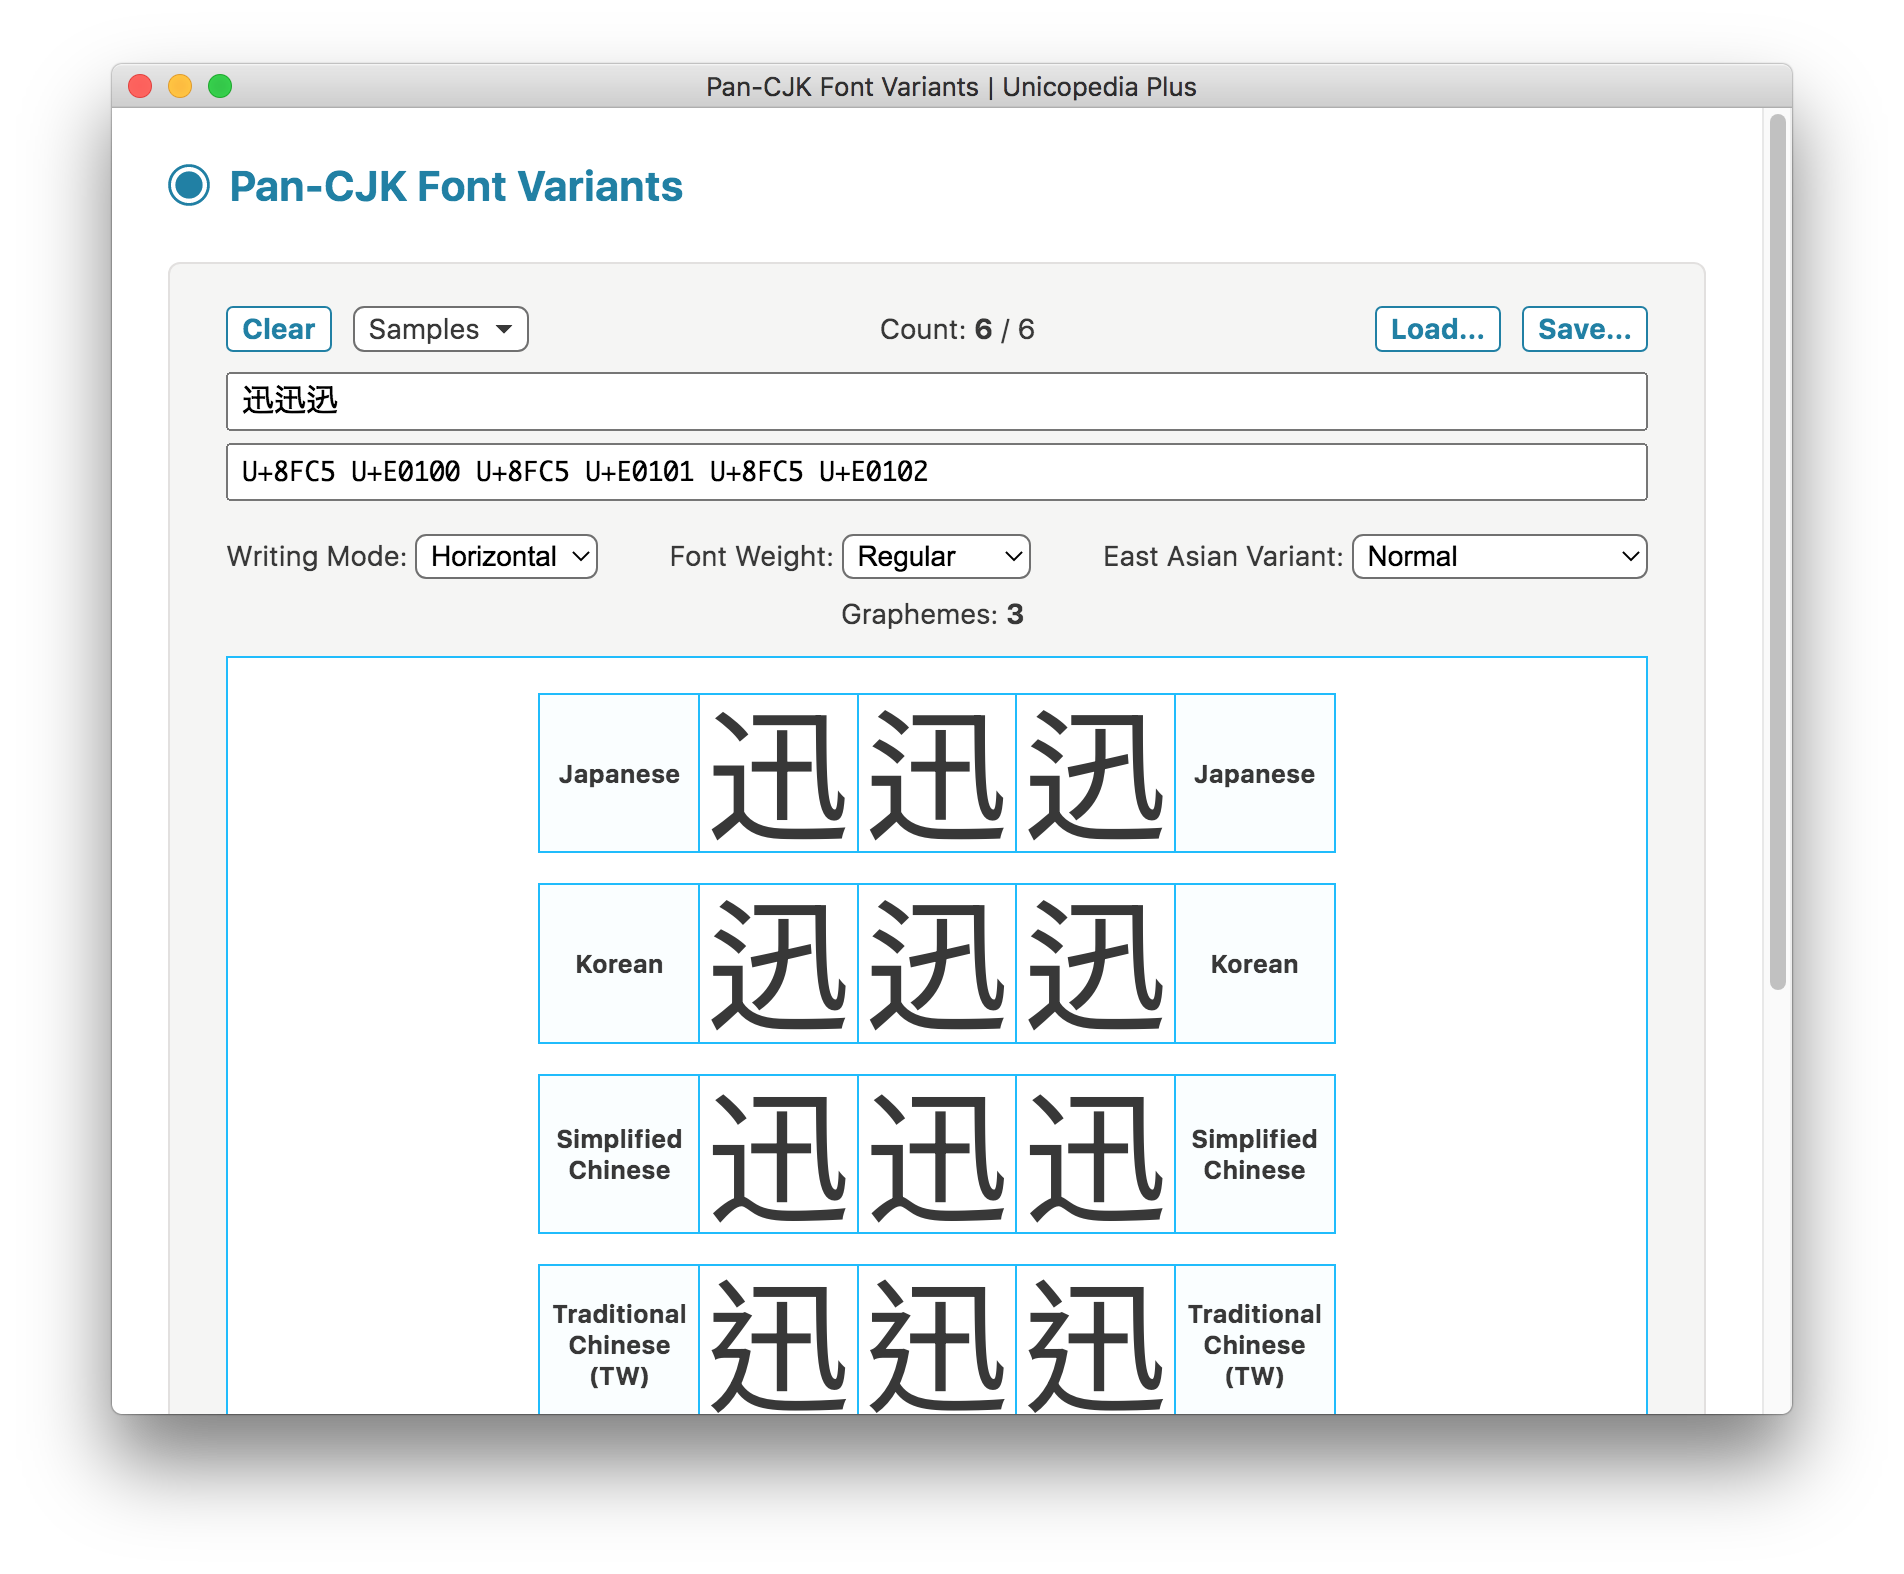 Pan-CJK Font Variants | Unicopedia Plus
Pan-CJK Font Variants
Clear Samples Count: 6 / 6 Load... Save...
迅󠄀迅󠄁迅󠄂
U+8FC5 U+E0100 U+8FC5 U+E0101 U+8FC5 U+E0102
Writing Mode: Horizontal Font Weight: Regular East Asian Variant: Normal
Graphemes: 3
Japanese 迅󠄀 迅󠄁 迅󠄂 Japanese
Korean 迅󠄀 迅󠄁 迅󠄂 Korean
Simplified Chinese 迅󠄀 迅󠄁 迅󠄂 Simplified Chinese
Traditional Chinese (TW) 迅󠄀 迅󠄁 迅󠄂 Traditional Chinese (TW)